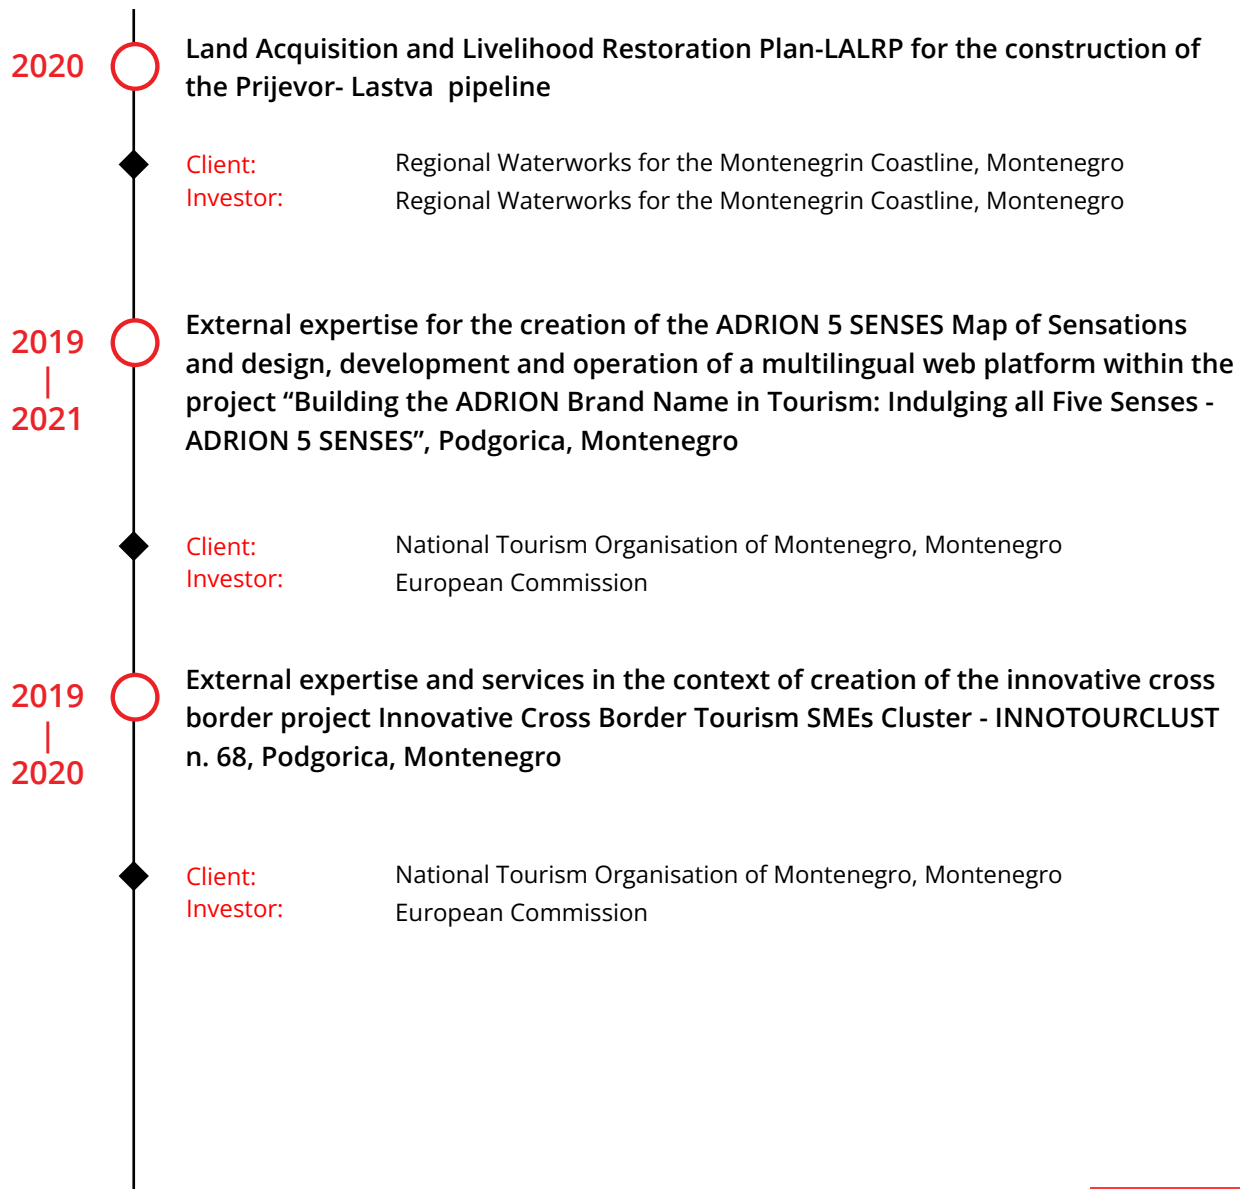 2020
Land Acquisition and Livelihood Restoration Plan-LALRP for the construction of
the Prijevor- Lastva  pipeline
Client:
Regional Waterworks for the Montenegrin Coastline, Montenegro
Investor:
Regional Waterworks for the Montenegrin Coastline, Montenegro
2019
|
2021
External expertise for the creation of the ADRION 5 SENSES Map of Sensations
and design, development and operation of a multilingual web platform within the
project “Building the ADRION Brand Name in Tourism: Indulging all Five Senses -
ADRION 5 SENSES”, Podgorica, Montenegro
Client:
National Tourism Organisation of Montenegro, Montenegro
Investor:
European Commission
2019
|
2020
External expertise and services in the context of creation of the innovative cross
border project Innovative Cross Border Tourism SMEs Cluster - INNOTOURCLUST
n. 68, Podgorica, Montenegro
Client:
National Tourism Organisation of Montenegro, Montenegro
Investor:
European Commission